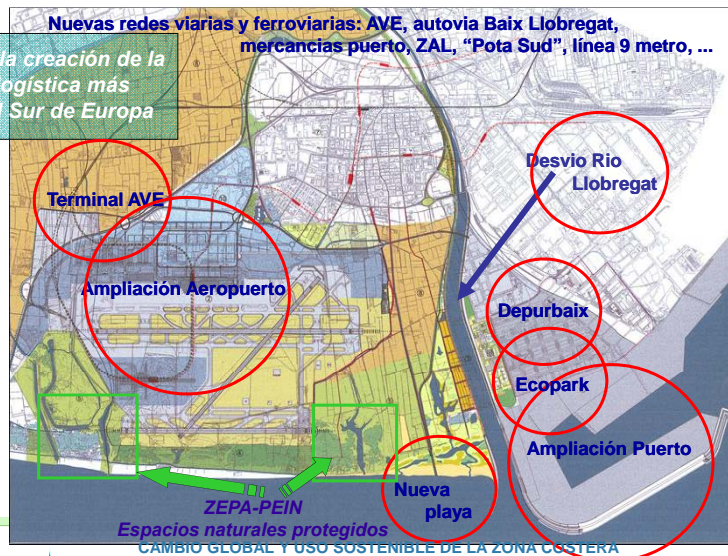 Nuevas redes viarias y ferroviarias: AVE, autovia Baix Llobregat,
mercancias puerto, ZAL, “Pota Sud”, línea 9 metro, ...
la creación de la
ogística más
l Sur de Europa
Desvio Rio
Llobregat
Terminal AVE
Ampliación Aeropuerto
Depurbaix
Ecopark
Ampliación Puerto
Nueva
playa
ZEPA-PEIN
Espacios naturales protegidos
CAMBIO GLOBAL Y USO SOSTENIBLE DE LA ZONA COSTERA